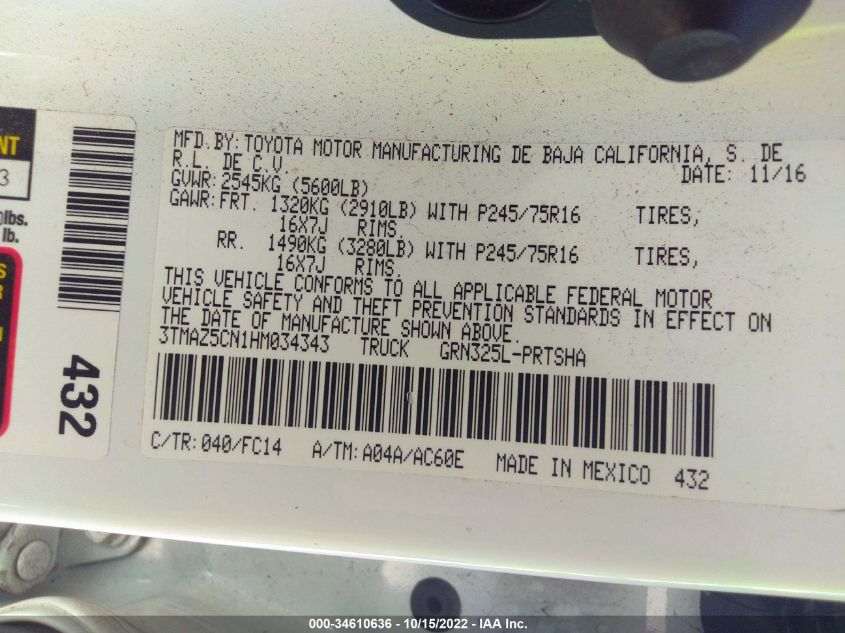 NT
3
lbs.
lb.
S
R
432
MFD.BY:TOYOTA MOTOR MANUFACTURING DE BAJA CALIFORNIA, S. DE
R.L. DE C.V. DATE: 11/16
GVWR:2545KG (5600LB)
GAWR:FRT. 1320KG (2910LB) WITH P245/75R16 TIRES,
16X7J RIMS.
RR. 1490KG (3280LB) WITH P245/75R16 TIRES,
16X7J RIMS.
THIS VEHICLE CONFORMS TO ALL APPLICABLE FEDERAL MOTOR
VEHICLE SAFETY AND THEFT PREVENTION STANDARDS IN EFFECT ON
THE DATE OF MANUFACTURE SHOWN ABOVE.
3TMAZ5CN1HM034343 TRUCK GRN325L-PRTSHA
C/TR:040/FC14 A/TM:A04A/AC60E MADE IN MEXICO 432
000-34610636 - 10/15/2022 - IAA Inc.